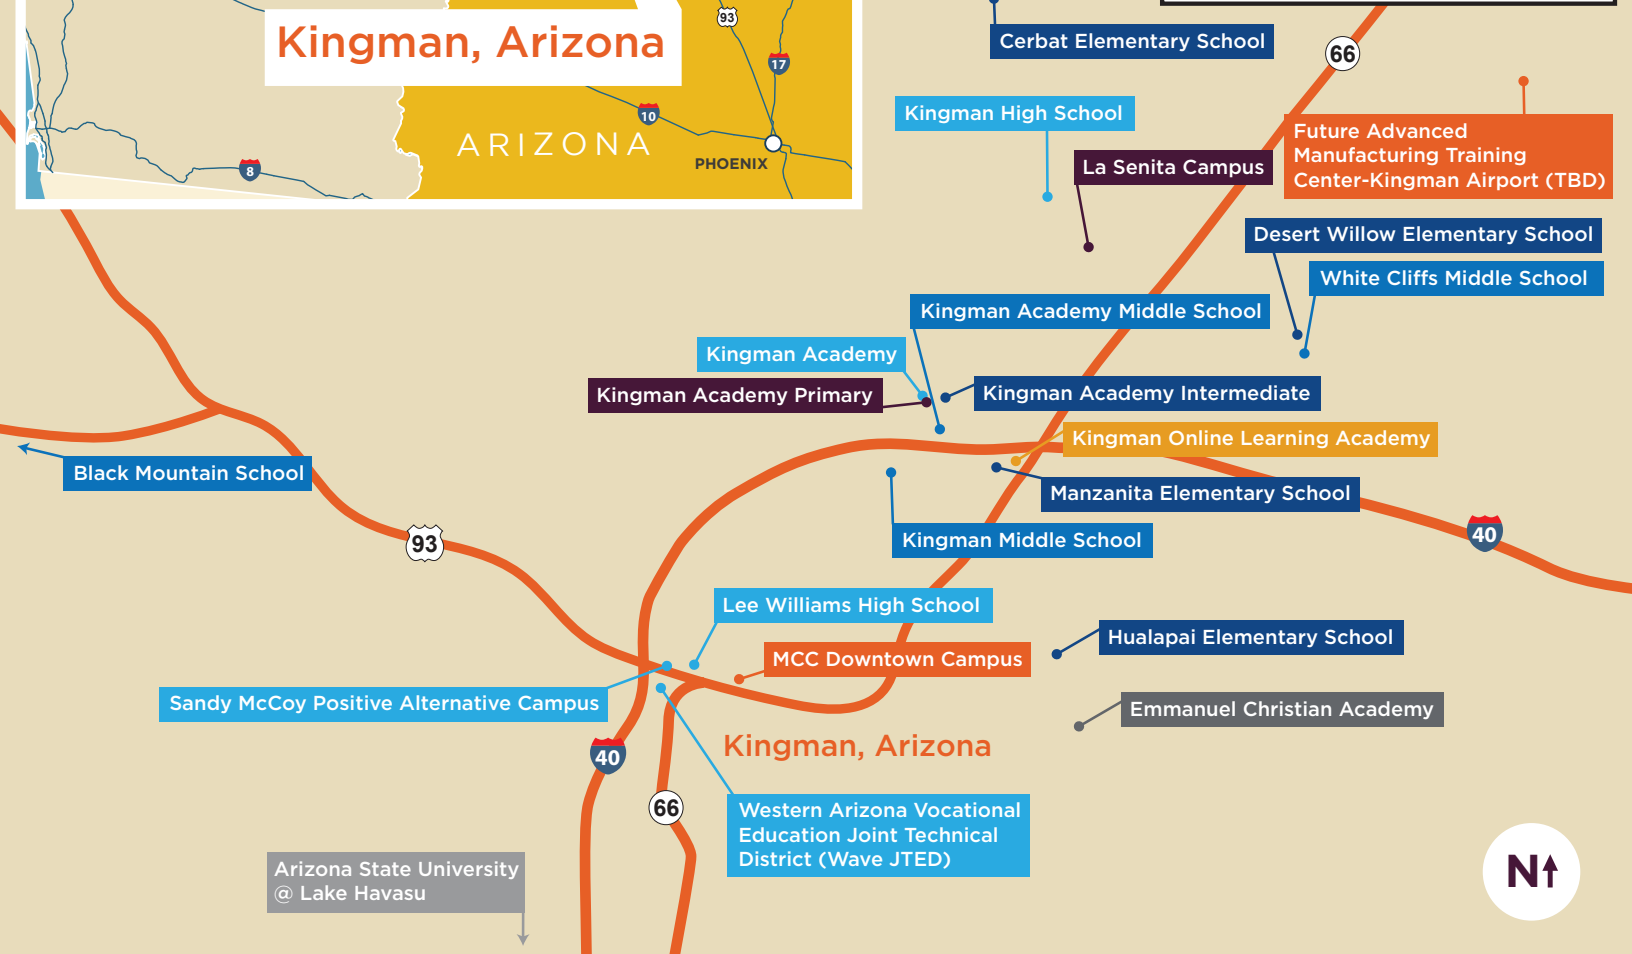 93
Kingman, Arizona
17
10
ARIZONA
PHOENIX
8
Cerbat Elementary School
66
Kingman High School
Future Advanced
Manufacturing Training
Center-Kingman Airport (TBD)
La Senita Campus
Desert Willow Elementary School
White Cliffs Middle School
Kingman Academy Middle School
Kingman Academy
Kingman Academy Primary
Kingman Academy Intermediate
Kingman Online Learning Academy
Black Mountain School
Manzanita Elementary School
93
Kingman Middle School
40
Lee Williams High School
Hualapai Elementary School
MCC Downtown Campus
Sandy McCoy Positive Alternative Campus
Emmanuel Christian Academy
Kingman, Arizona
40
66
Western Arizona Vocational
Education Joint Technical
District (Wave JTED)
Arizona State University
@ Lake Havasu
N